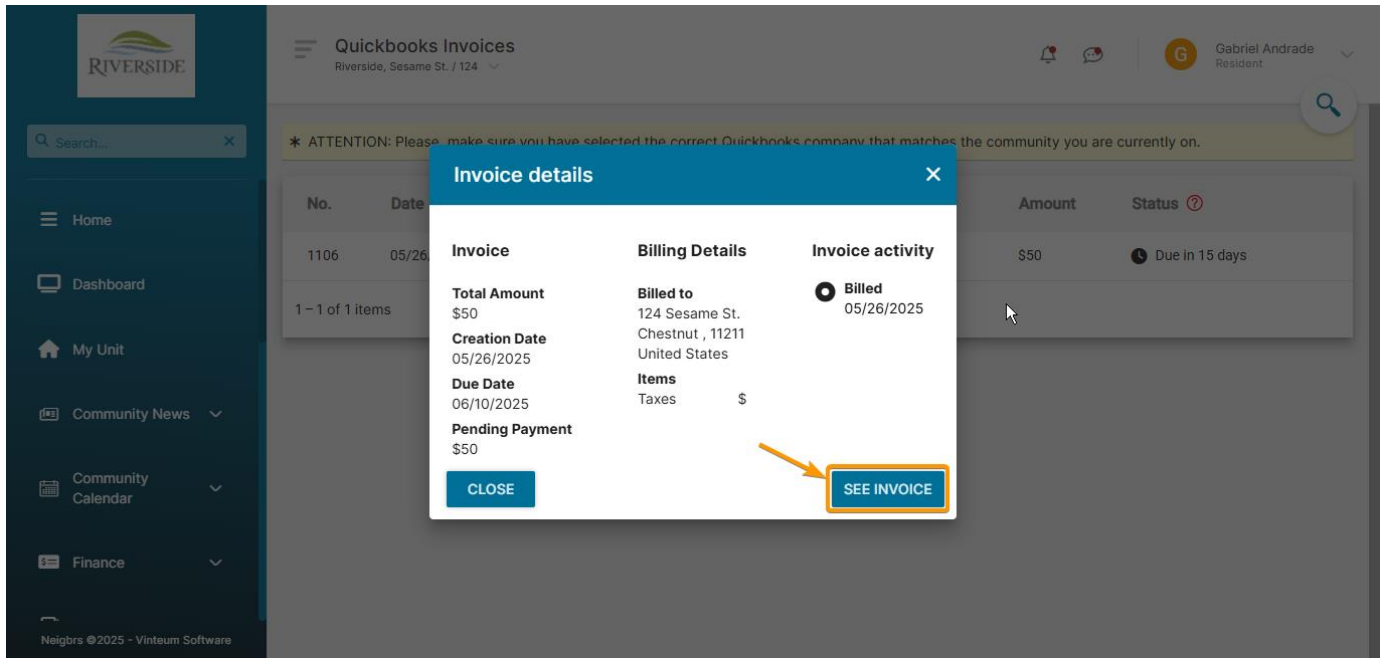 RIVERSIDE
Quickbooks Invoices
Riverside, Sesame St. / 124
G
Gabriel Andrade
Resident
Search...
* ATTENTION: Please, make sure you have selected the correct Quickbooks company that matches the community you are currently on.
No. Date Amount Status ?
1106 05/26 $50 Due in 15 days
1 – 1 of 1 items
Home
Dashboard
My Unit
Community News
Community
Calendar
Finance
Neigbrs ©2025 - Vinteum Software
Invoice details
Invoice
Total Amount
$50
Creation Date
05/26/2025
Due Date
06/10/2025
Pending Payment
$50
Billing Details
Billed to
124 Sesame St.
Chestnut , 11211
United States
Items
Taxes $
Invoice activity
Billed
05/26/2025
CLOSE
SEE INVOICE